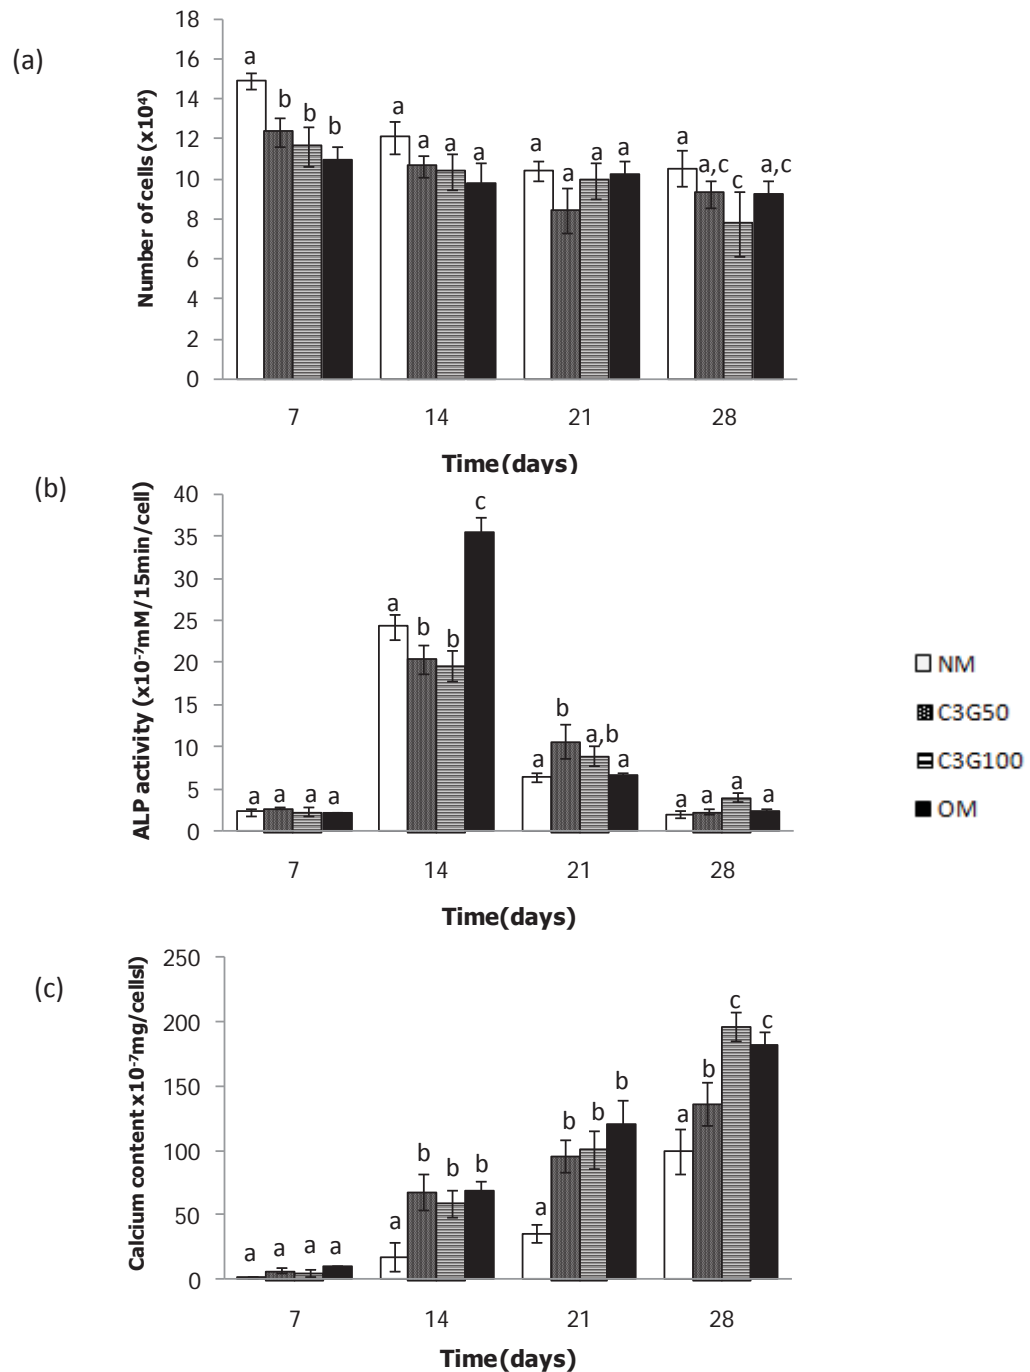 (a)
Number of cells (x10⁴)
18
16
14
12
10
8
6
4
2
0
a b b b
a a a a
a a a a
a a,c c a,c
7 14 21 28
Time(days)
(b)
ALP activity (x10⁻⁷mM/15min/cell)
40
35
30
25
20
15
10
5
0
a a a a
a b b c
a b a,b a
a a a a
7 14 21 28
Time(days)
NM
C3G50
C3G100
OM
(c)
Calcium content x10⁻⁷mg/cellsl)
250
200
150
100
50
0
a a a a
a b b b
a b b b
a b c c
7 14 21 28
Time(days)